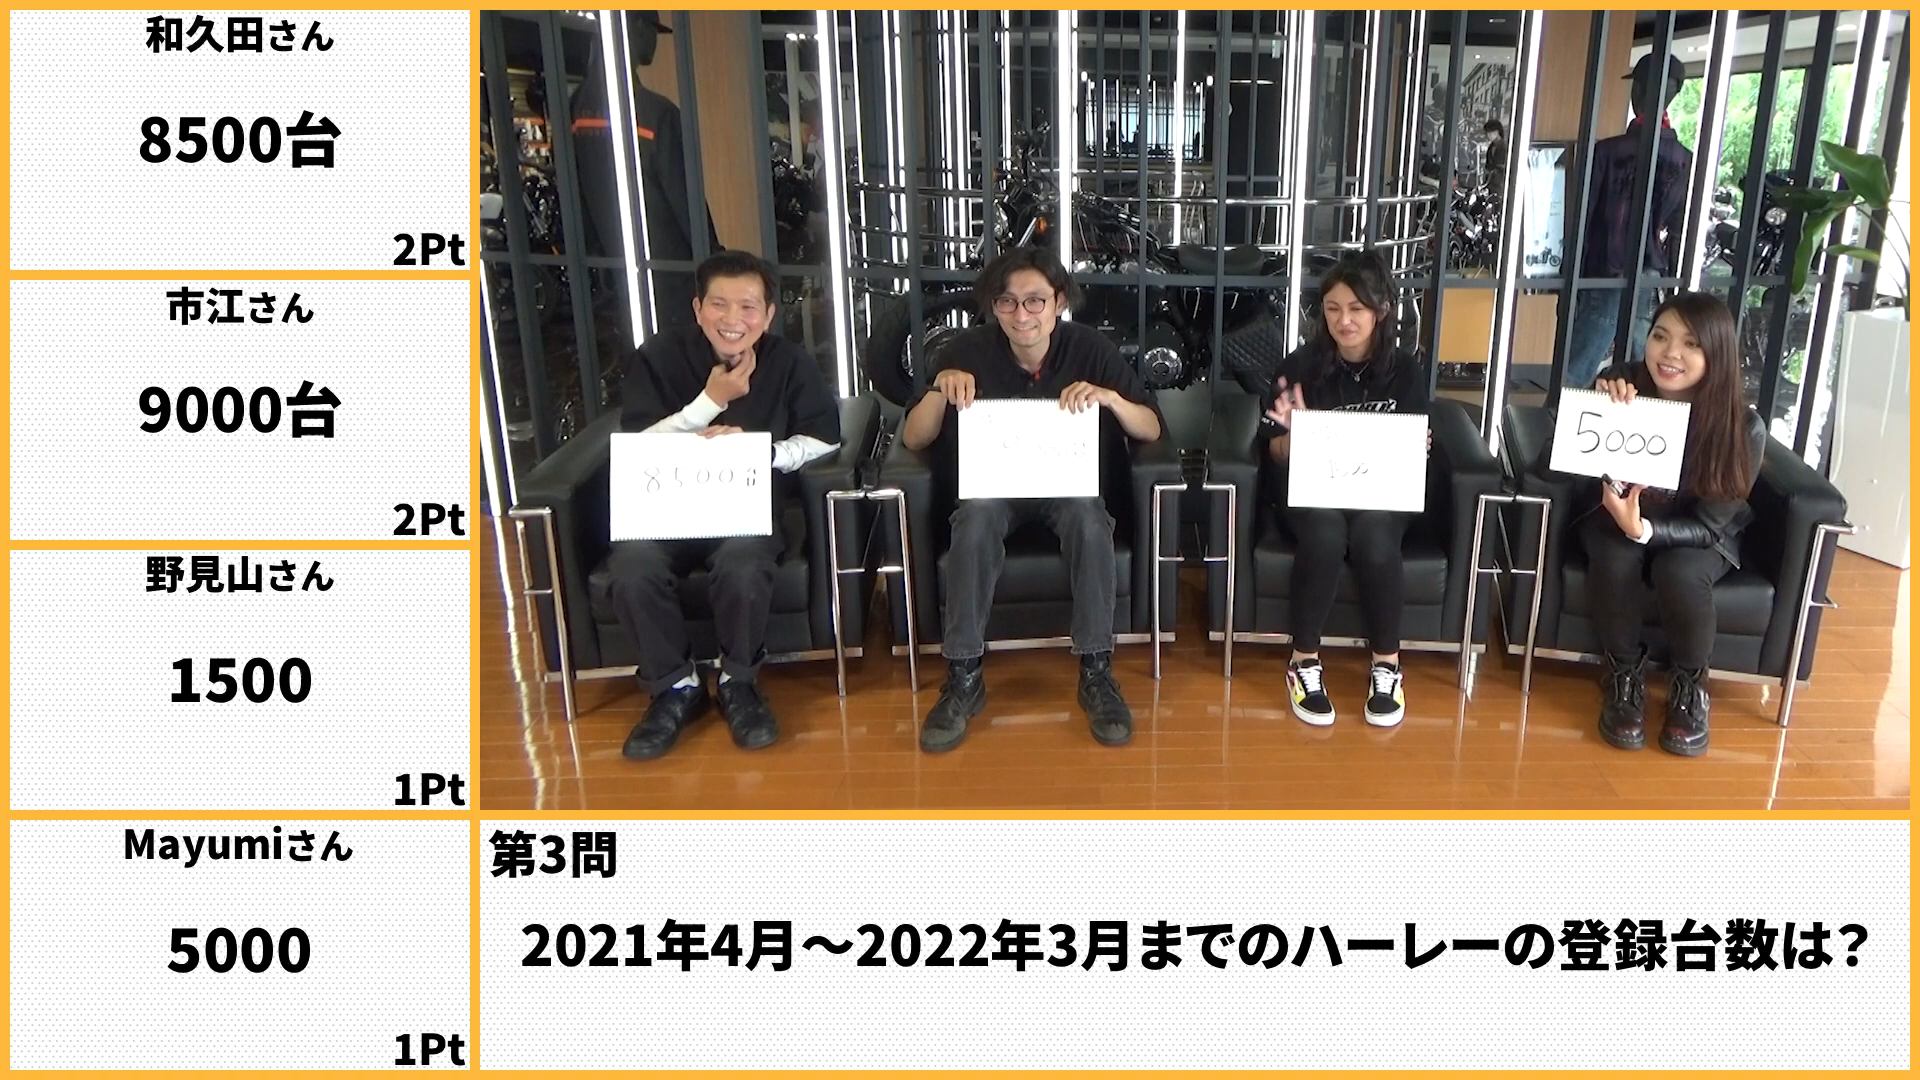 和久田さん
8500台
2Pt
市江さん
9000台
2Pt
野見山さん
1500
1Pt
Mayumiさん
5000
1Pt
8500台
5000
第3問
2021年4月～2022年3月までのハーレーの登録台数は？